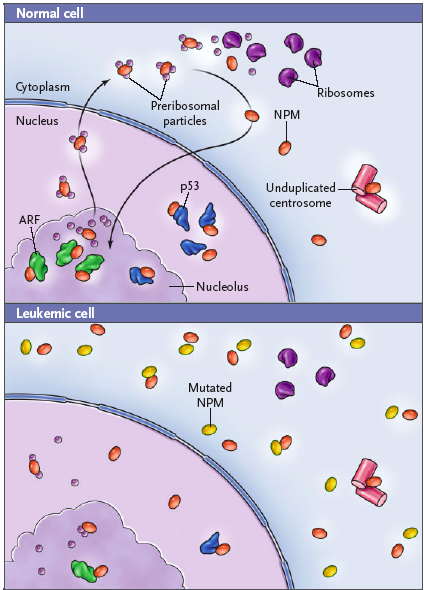 Normal cell
Cytoplasm
Nucleus
Preribosomal
particles
Ribosomes
NPM
p53
Unduplicated
centrosome
ARF
Nucleolus
Leukemic cell
Mutated
NPM